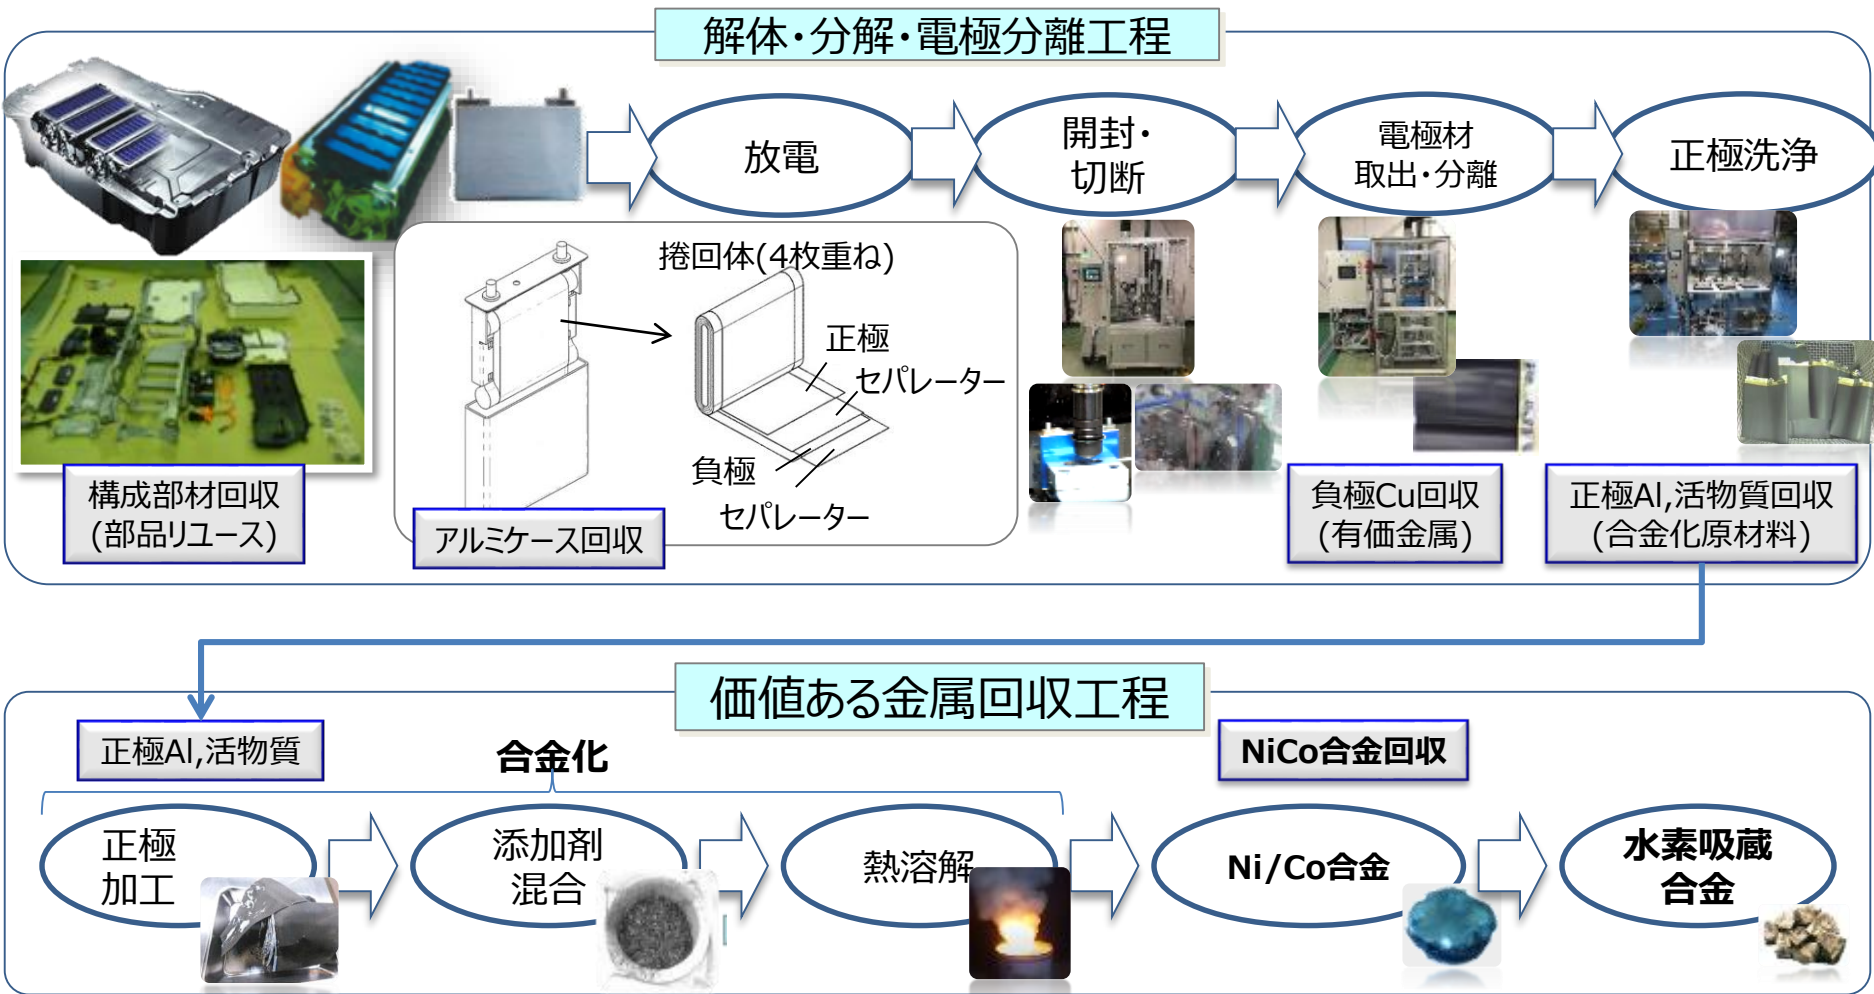 解体・分解・電極分離工程
放電
開封・
切断
電極材
取出・分離
正極洗浄
捲回体(4枚重ね)
正極
セパレーター
負極
セパレーター
構成部材回収
(部品リユース)
アルミケース回収
負極Cu回収
(有価金属)
正極Al,活物質回収
(合金化原材料)
価値ある金属回収工程
正極Al,活物質
合金化
NiCo合金回収
正極
加工
添加剤
混合
熱溶解
Ni/Co合金
水素吸蔵
合金